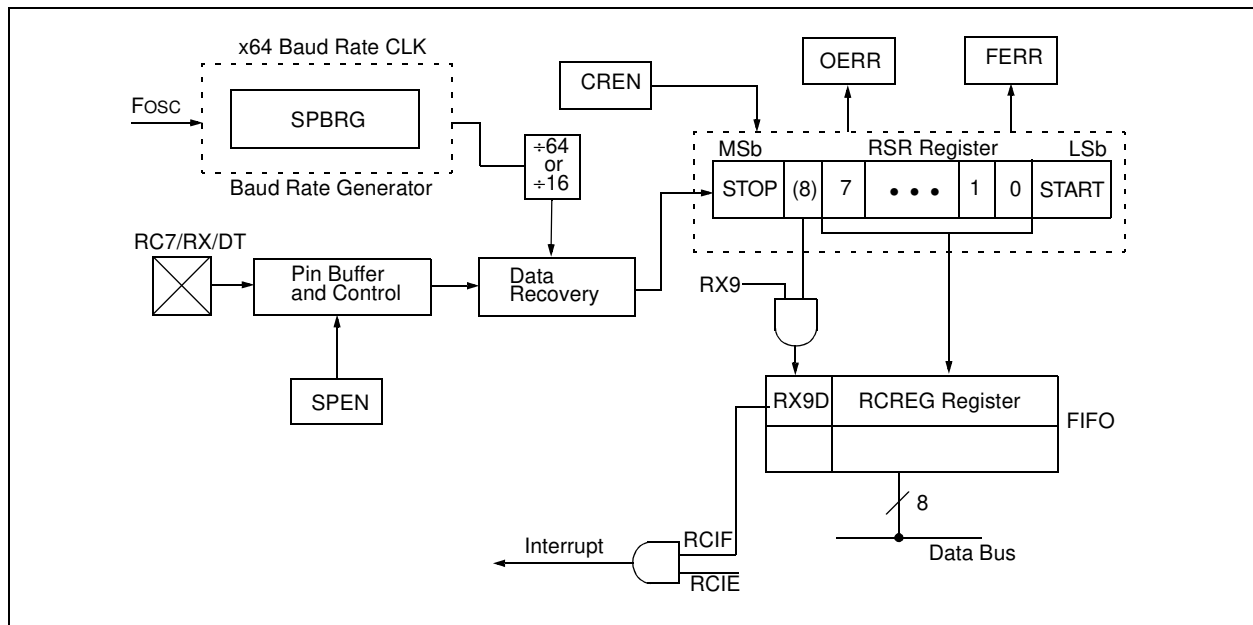 x64 Baud Rate CLK
FOSC
SPBRG
Baud Rate Generator
÷64
or
÷16
CREN
OERR
FERR
MSb
RSR Register
LSb
STOP
(8)
7
• • •
1
0
START
RC7/RX/DT
Pin Buffer
and Control
Data
Recovery
SPEN
RX9
RX9D
RCREG Register
FIFO
8
Data Bus
Interrupt
RCIF
RCIE